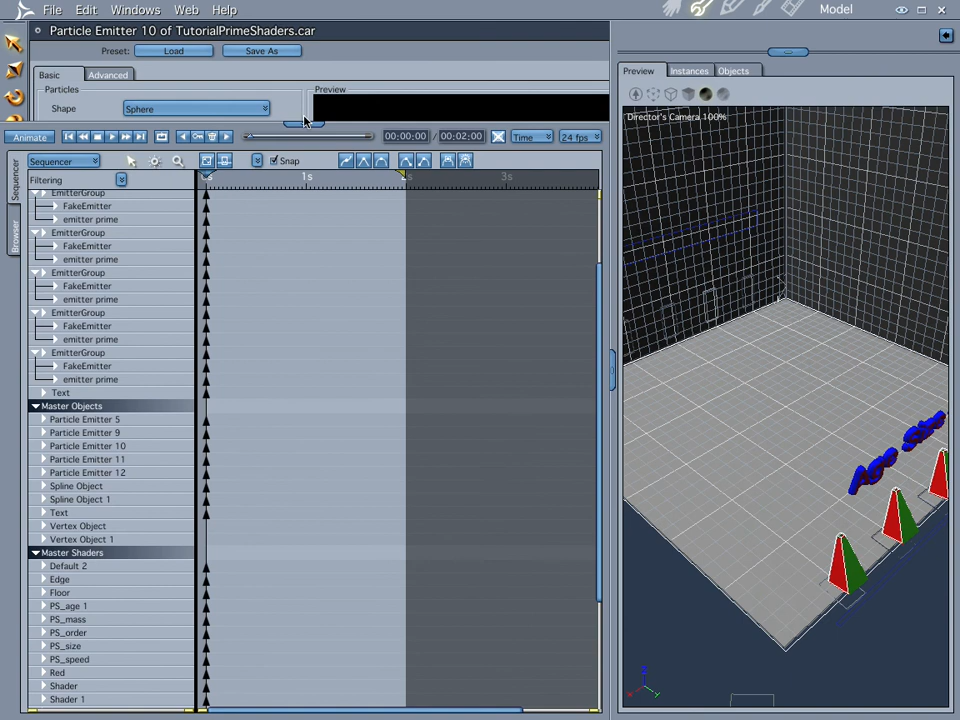 File Edit Windows Web Help Model
Particle Emitter 10 of TutorialPrimeShaders.car
Preset: Load Save As
Basic Advanced
Particles Preview
Shape Sphere
Animate 00:00:00 / 00:02:00 Time 24 fps
Sequencer Snap
Filtering 1s 3s
EmitterGroup
FakeEmitter
emitter prime
EmitterGroup
FakeEmitter
emitter prime
EmitterGroup
FakeEmitter
emitter prime
EmitterGroup
FakeEmitter
emitter prime
EmitterGroup
FakeEmitter
emitter prime
Text
Master Objects
Particle Emitter 5
Particle Emitter 9
Particle Emitter 10
Particle Emitter 11
Particle Emitter 12
Spline Object
Spline Object 1
Text
Vertex Object
Vertex Object 1
Master Shaders
Default 2
Edge
Floor
PS_age 1
PS_mass
PS_order
PS_size
PS_speed
Red
Shader
Shader 1
Sequencer
Browser
Preview Instances Objects
Director's Camera 100%